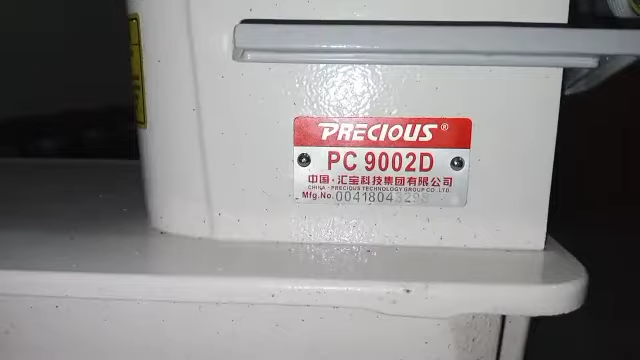 PRECIOUS®
PC 9002D
中国·汇宝科技集团有限公司
CHINA · PRECIOUS TECHNOLOGY GROUP CO., LTD.
Mfg.No. 00418043298